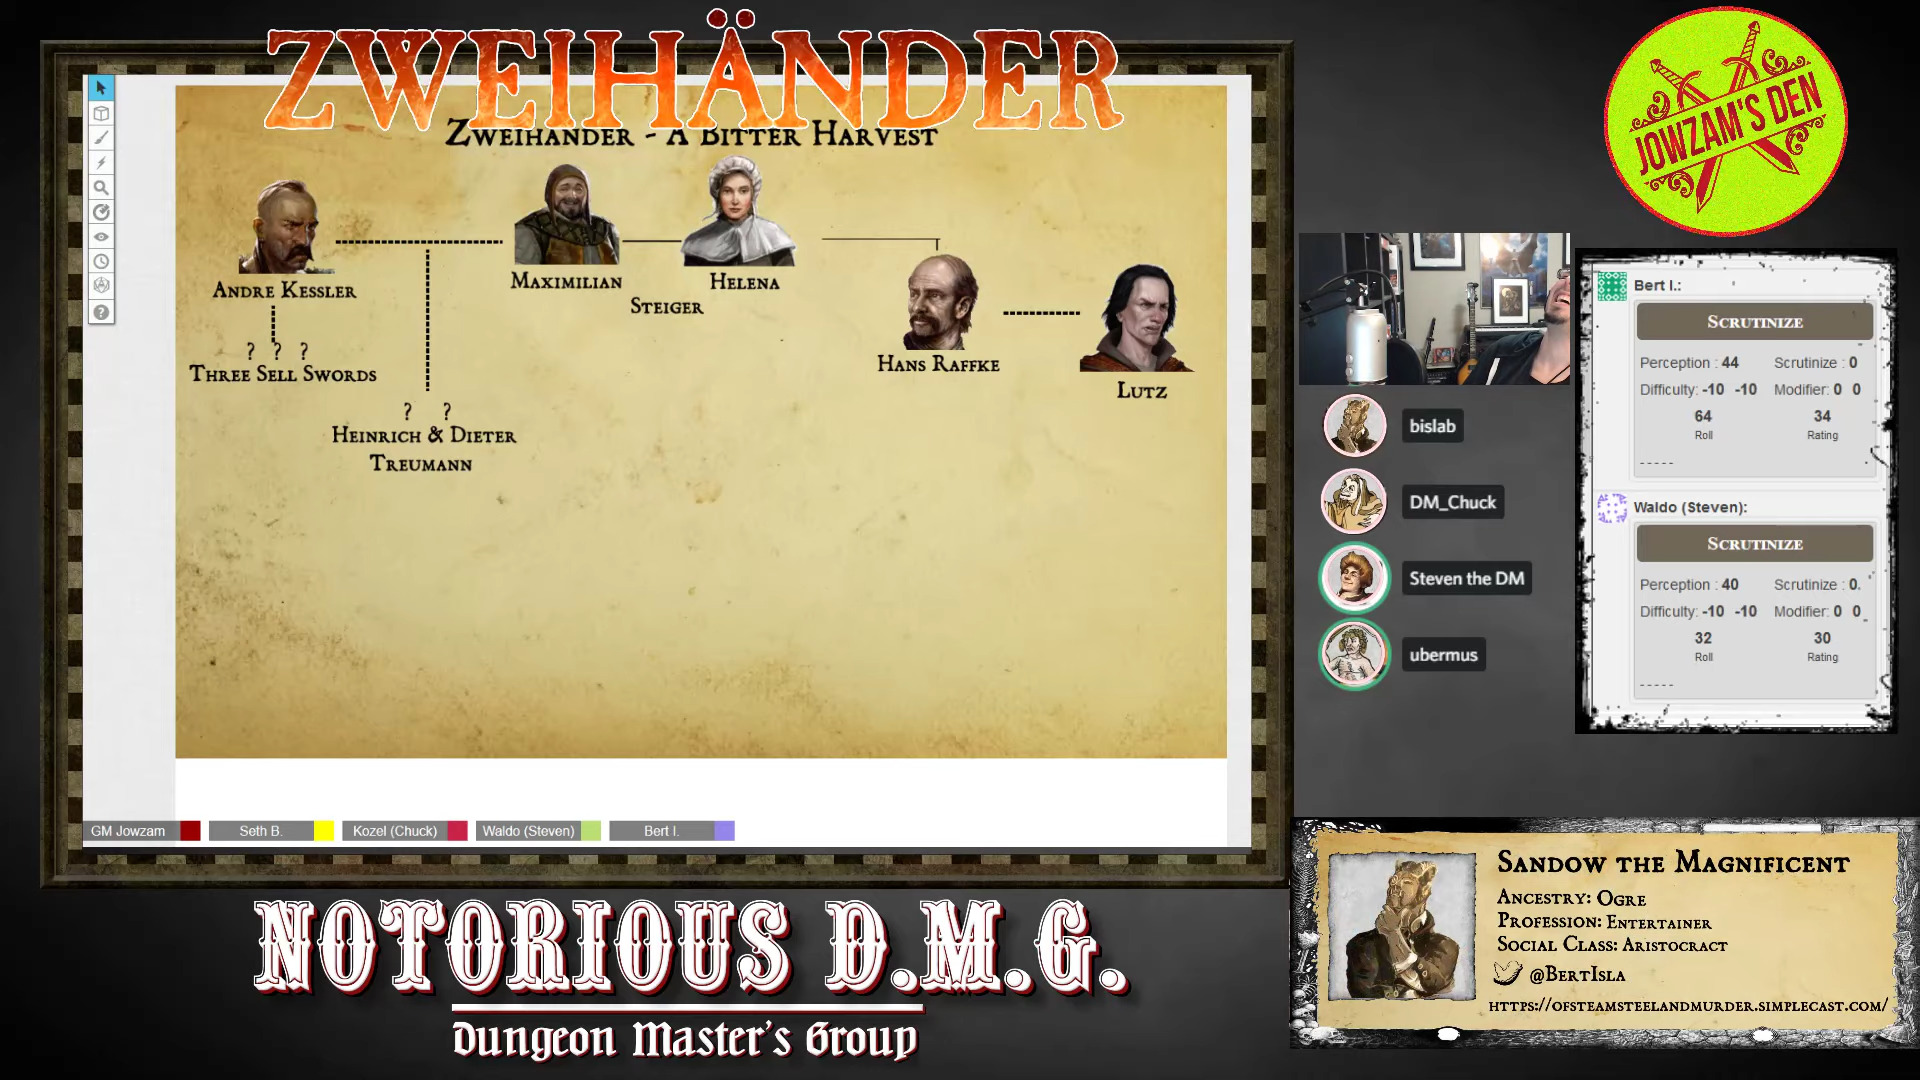 ZWEIHÄNDER
Zweihander - A Bitter Harvest
Andre Kessler
Maximilian
Helena
Steiger
Hans Raffke
Lutz
? ? ?
Three Sell Swords
? ?
Heinrich & Dieter
Treumann
GM Jowzam
Seth B.
Kozel (Chuck)
Waldo (Steven)
Bert I.
NOTORIOUS D.M.G.
Dungeon Master's Group
JOWZAM'S DEN
bislab
DM_Chuck
Steven the DM
ubermus
Bert I.:
Scrutinize
Perception : 44 Scrutinize : 0
Difficulty: -10 -10 Modifier: 0 0
64 34
Roll Rating
-----
Waldo (Steven):
Scrutinize
Perception : 40 Scrutinize : 0
Difficulty: -10 -10 Modifier: 0 0
32 30
Roll Rating
-----
Sandow the Magnificent
Ancestry: Ogre
Profession: Entertainer
Social Class: Aristocract
@BertIsla
https://ofsteamsteelandmurder.simplecast.com/